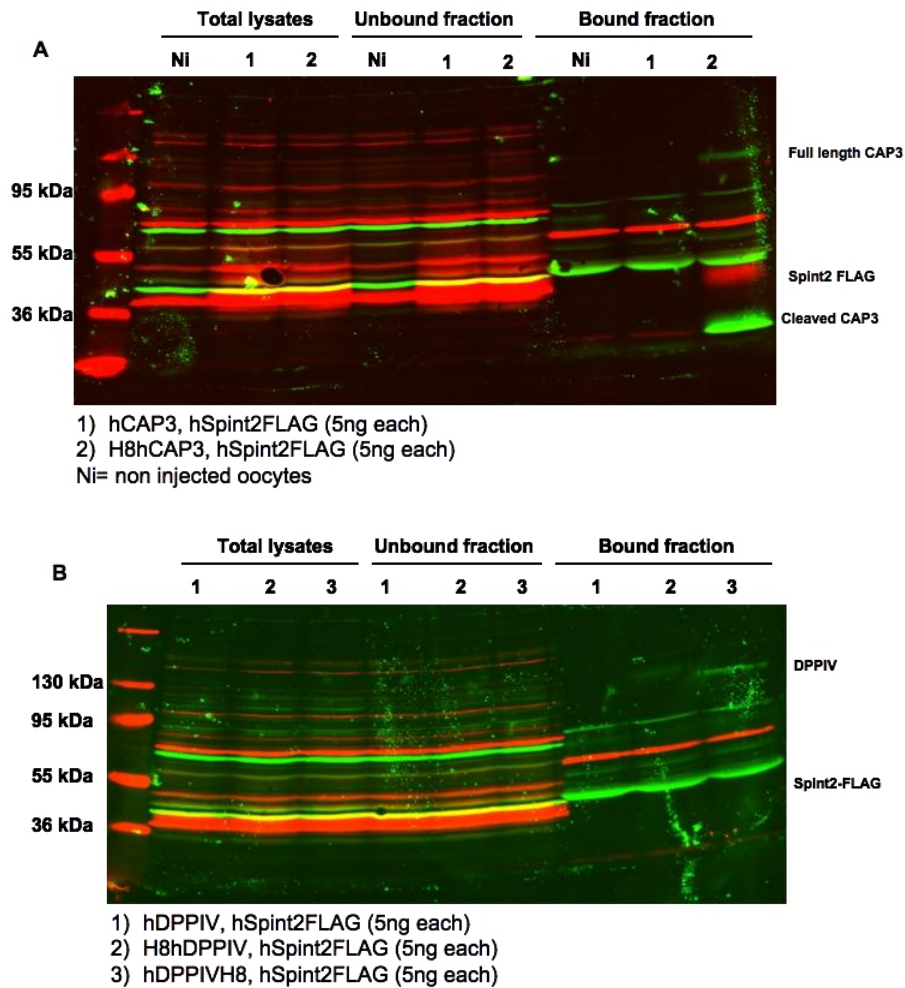 Total lysates Unbound fraction Bound fraction
A
Ni 1 2 Ni 1 2 Ni 1 2
Full length CAP3
95 kDa
55 kDa
Spint2 FLAG
36 kDa
Cleaved CAP3
1) hCAP3, hSpint2FLAG (5ng each)
2) H8hCAP3, hSpint2FLAG (5ng each)
Ni= non injected oocytes
Total lysates Unbound fraction Bound fraction
B
1 2 3 1 2 3 1 2 3
DPPIV
130 kDa
95 kDa
55 kDa
Spint2-FLAG
36 kDa
1) hDPPIV, hSpint2FLAG (5ng each)
2) H8hDPPIV, hSpint2FLAG (5ng each)
3) hDPPIVH8, hSpint2FLAG (5ng each)